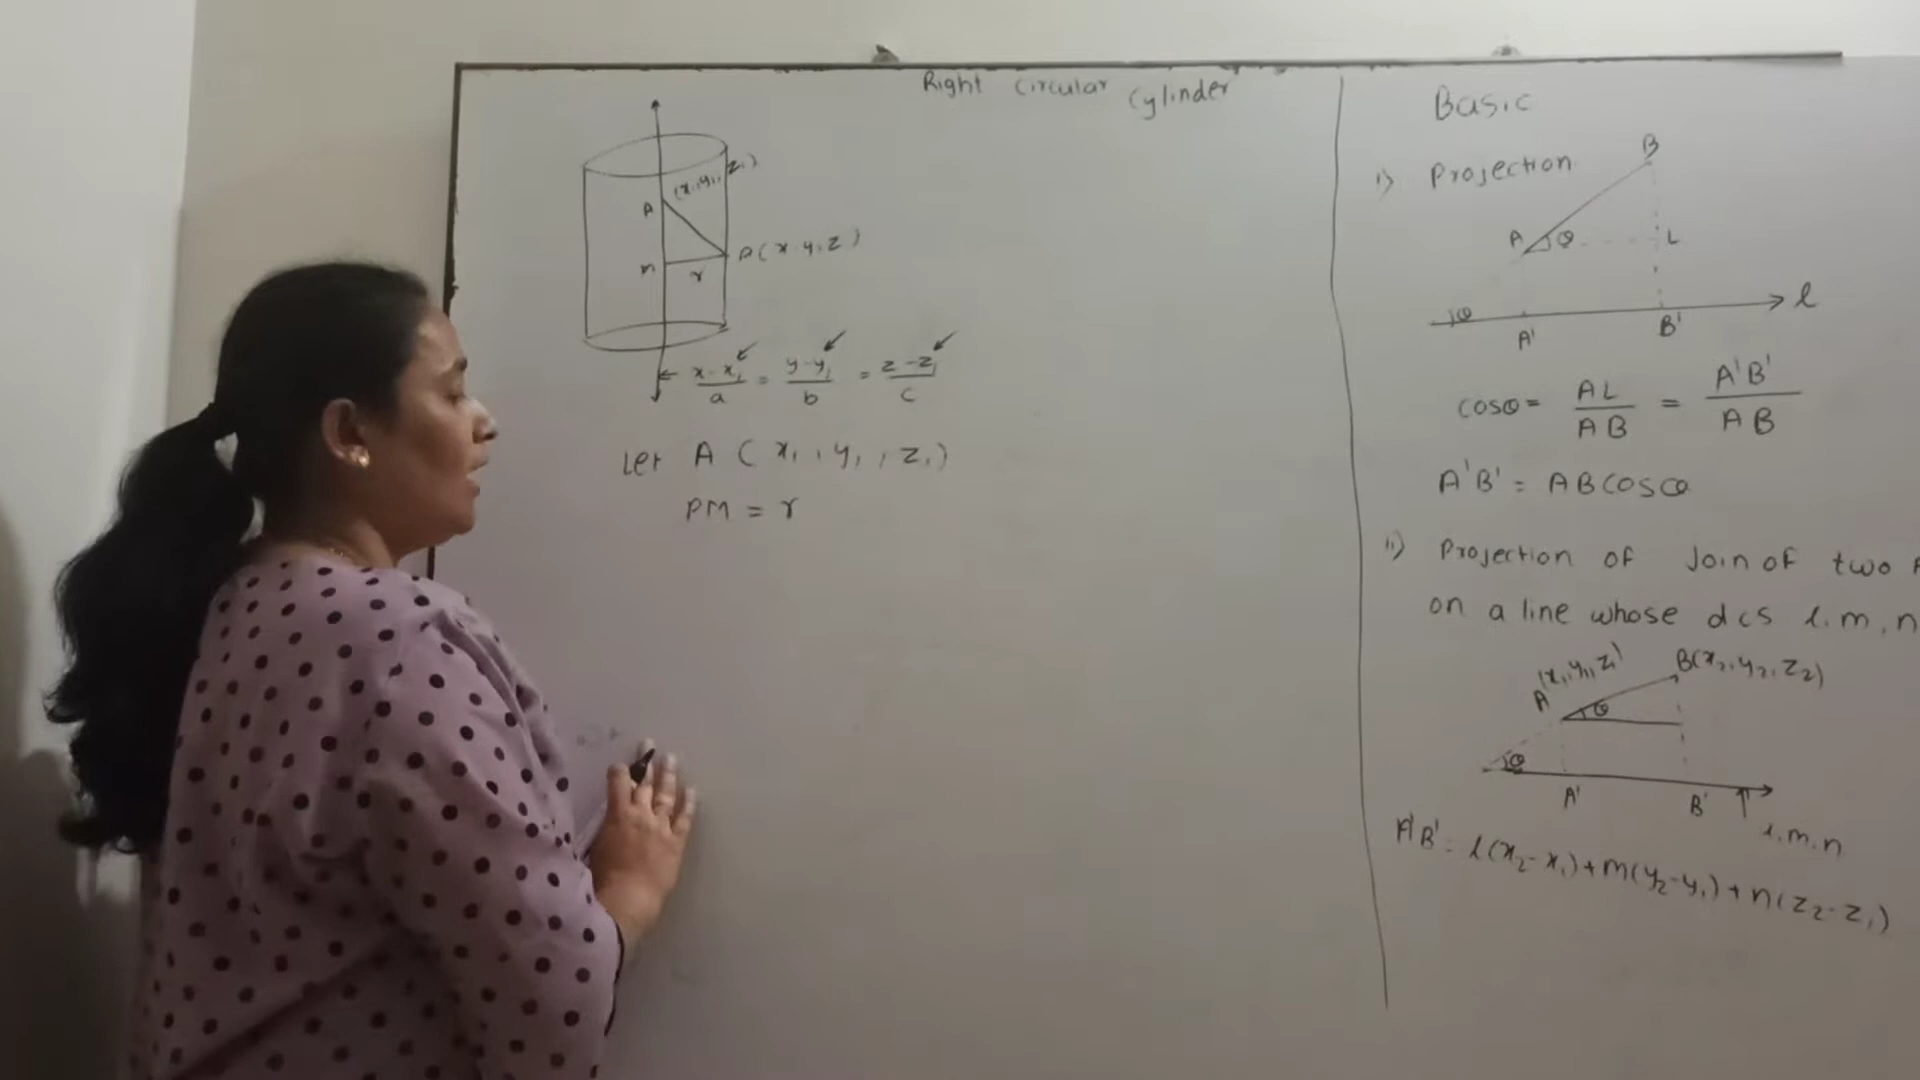 Right Circular Cylinder
(x1, y1, z1)
A
P(x y, z)
M
r
x-x1/a = y-y1/b = z-z1/c
Let A (x1, y1, z1)
PM = r
Basic
i) Projection
B
A θ L
θ l
A' B'
cosθ = AL/AB = A'B'/AB
A'B' = AB cosθ
ii) Projection of Join of two
on a line whose dcs l, m, n
A (x1, y1, z1) B(x2, y2, z2)
θ
θ
A' B'
l, m, n
A'B' = l(x2-x1)+m(y2-y1)+n(z2-z1)